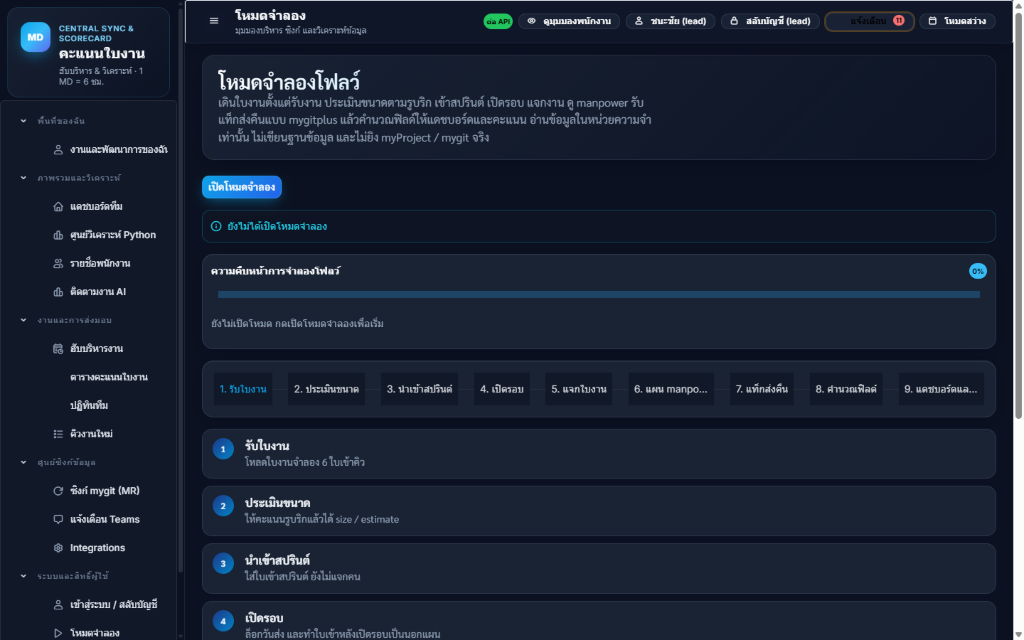 MD
CENTRAL SYNC &
SCORECARD
คะแนนใบงาน
ฮับบริหาร & วิเคราะห์ · 1
MD = 6 ชม.
พื้นที่ของฉัน
งานและพัฒนาการของฉัน
ภาพรวมและวิเคราะห์
แดชบอร์ดทีม
ศูนย์วิเคราะห์ Python
รายชื่อพนักงาน
ติดตามงาน AI
งานและการส่งมอบ
ฮับบริหารงาน
ตารางคะแนนใบงาน
ปฏิทินทีม
คิวงานใหม่
ศูนย์ซิงก์ข้อมูล
ซิงก์ mygit (MR)
แจ้งเตือน Teams
Integrations
ระบบและสิทธิ์ผู้ใช้
เข้าสู่ระบบ / สลับบัญชี
โหมดจำลอง
โหมดจำลอง
มุมมองบริหาร ซิงก์ และวิเคราะห์ข้อมูล
ต่อ API
ดูมุมมองพนักงาน
ชนะชัย (lead)
สลับบัญชี (lead)
แจ้งเตือน 11
โหมดสว่าง
โหมดจำลองโฟลว์
เดินใบงานตั้งแต่รับงาน ประเมินขนาดตามรูบริก เข้าสปรินต์ เปิดรอบ แจกงาน ดู manpower รับ
แท็กส่งคืนแบบ mygitplus แล้วคำนวณฟิลด์ให้แดชบอร์ดและคะแนน อ่านข้อมูลในหน่วยความจำ
เท่านั้น ไม่เขียนฐานข้อมูล และไม่ยิง myProject / mygit จริง
เปิดโหมดจำลอง
ยังไม่ได้เปิดโหมดจำลอง
ความคืบหน้าการจำลองโฟลว์
0%
ยังไม่เปิดโหมด กดเปิดโหมดจำลองเพื่อเริ่ม
1. รับใบงาน
2. ประเมินขนาด
3. นำเข้าสปรินต์
4. เปิดรอบ
5. แจกใบงาน
6. แผน manpo...
7. แท็กส่งคืน
8. คำนวณฟิลด์
9. แดชบอร์ดแล...
1
รับใบงาน
โหลดใบงานจำลอง 6 ใบเข้าคิว
2
ประเมินขนาด
ให้คะแนนรูบริกแล้วได้ size / estimate
3
นำเข้าสปรินต์
ใส่ใบเข้าสปรินต์ ยังไม่แจกคน
4
เปิดรอบ
ล็อกวันส่ง และทำใบเข้าหลังเปิดรอบเป็นนอกแผน